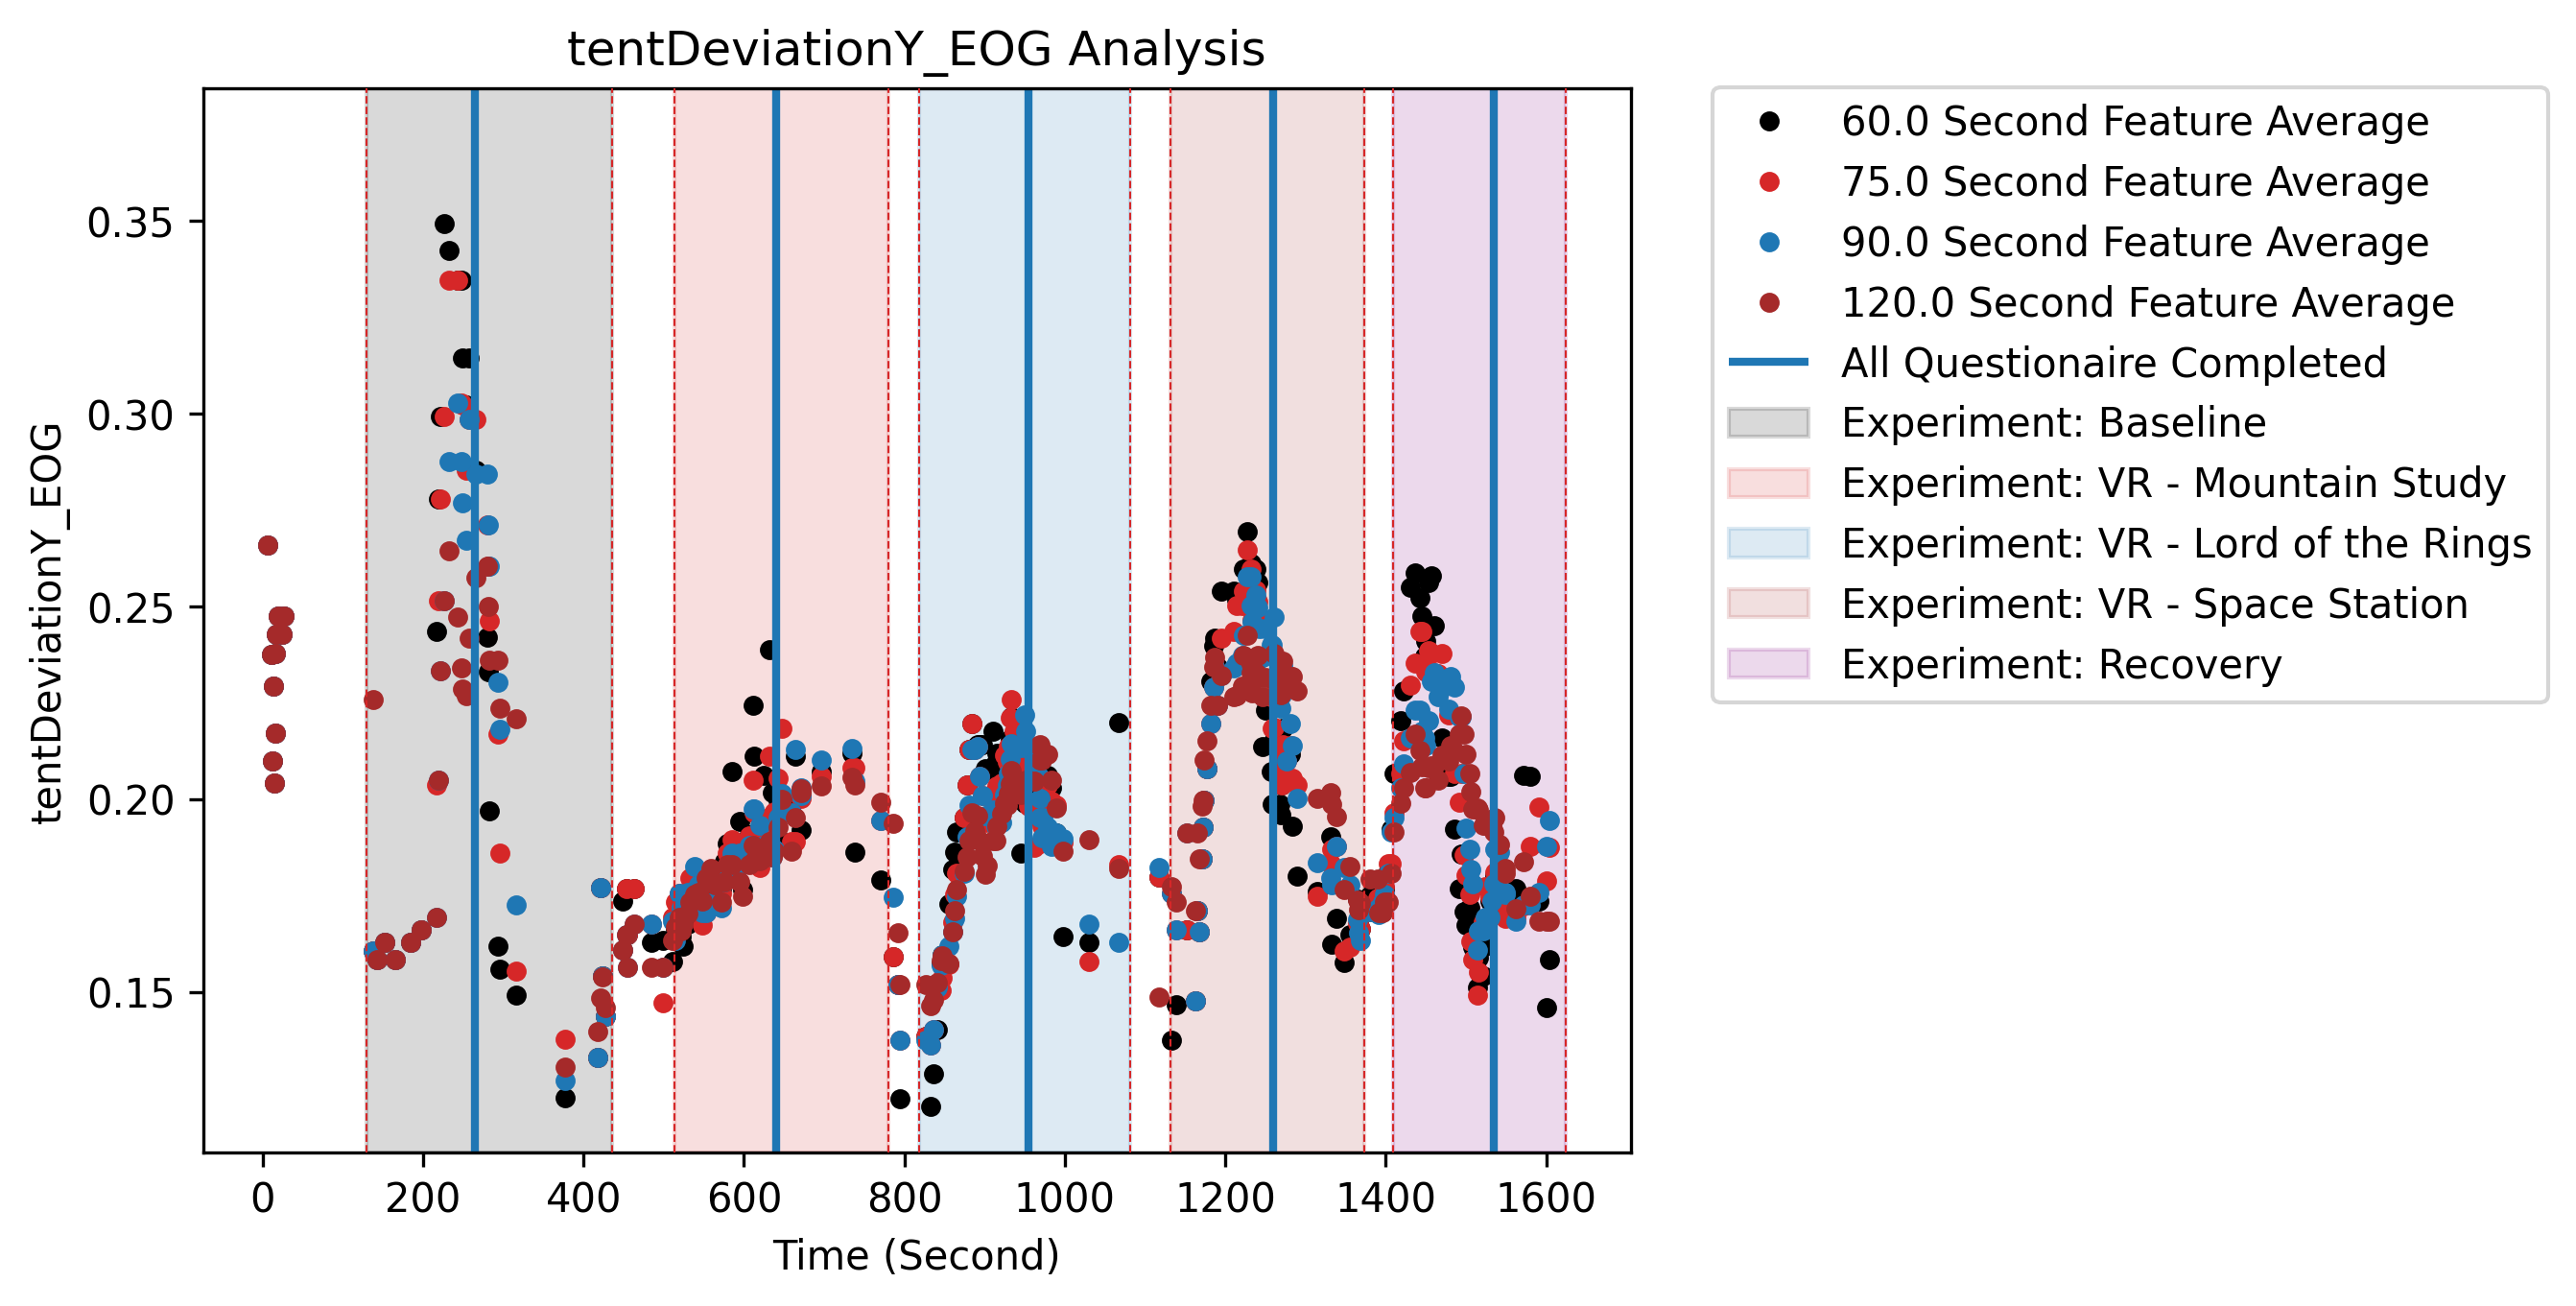 tentDeviationY_EOG Analysis
tentDeviationY_EOG
0.35
0.30
0.25
0.20
0.15
0 200 400 600 800 1000 1200 1400 1600
Time (Second)
60.0 Second Feature Average
75.0 Second Feature Average
90.0 Second Feature Average
120.0 Second Feature Average
All Questionaire Completed
Experiment: Baseline
Experiment: VR - Mountain Study
Experiment: VR - Lord of the Rings
Experiment: VR - Space Station
Experiment: Recovery